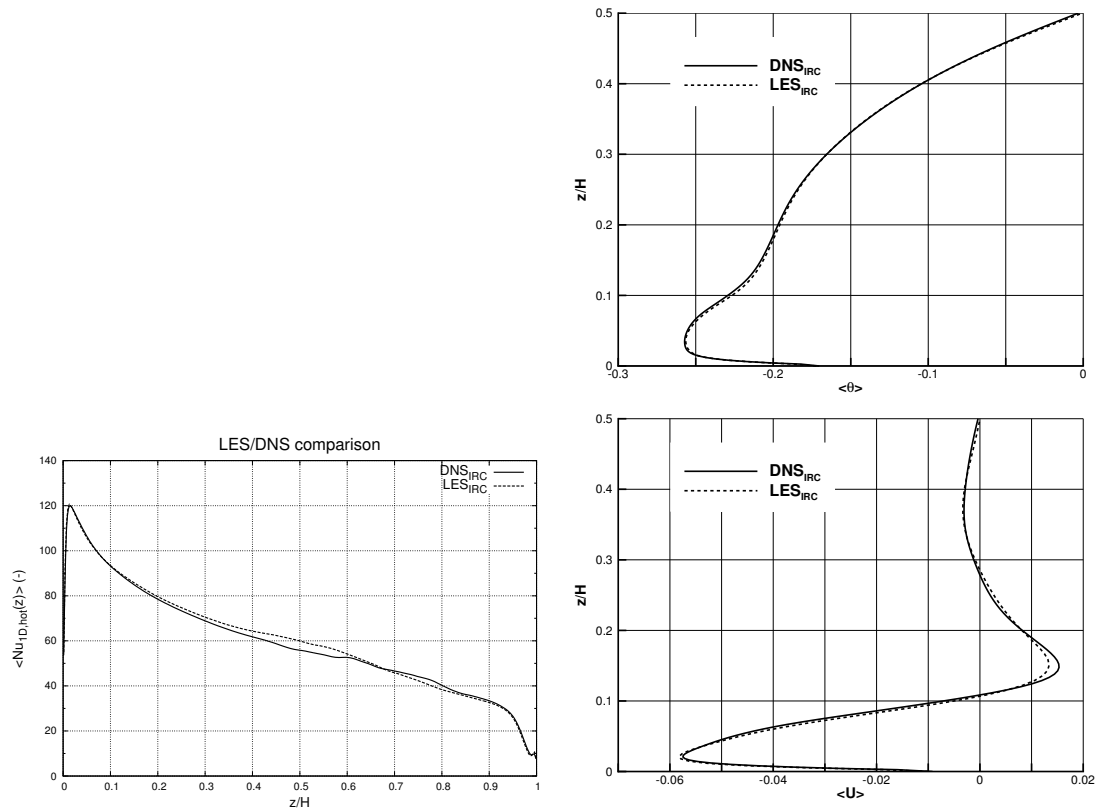 0.5
0.4
0.3
0.2
0.1
0
z/H
DNS_IRC
LES_IRC
-0.3 -0.2 -0.1 0
<θ>
LES/DNS comparison
140
120
100
80
60
40
20
0
<Nu_1D,hot(z)> (-)
DNS_IRC
LES_IRC
0 0.1 0.2 0.3 0.4 0.5 0.6 0.7 0.8 0.9 1
z/H
0.5
0.4
0.3
0.2
0.1
0
z/H
DNS_IRC
LES_IRC
-0.06 -0.04 -0.02 0 0.02
<U>